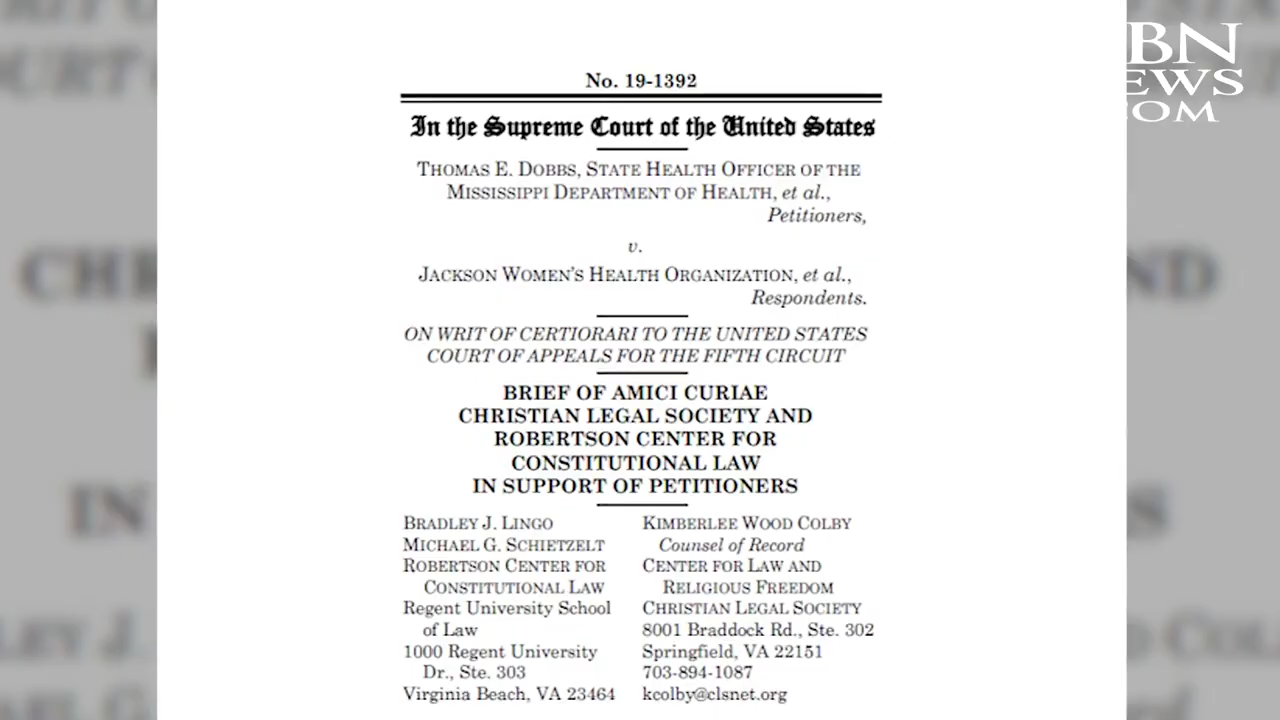 No. 19-1392
In the Supreme Court of the United States
THOMAS E. DOBBS, STATE HEALTH OFFICER OF THE
MISSISSIPPI DEPARTMENT OF HEALTH, et al.,
Petitioners,
v.
JACKSON WOMEN'S HEALTH ORGANIZATION, et al.,
Respondents.
ON WRIT OF CERTIORARI TO THE UNITED STATES
COURT OF APPEALS FOR THE FIFTH CIRCUIT
BRIEF OF AMICI CURIAE
CHRISTIAN LEGAL SOCIETY AND
ROBERTSON CENTER FOR
CONSTITUTIONAL LAW
IN SUPPORT OF PETITIONERS
BRADLEY J. LINGO
MICHAEL G. SCHIETZELT
ROBERTSON CENTER FOR
CONSTITUTIONAL LAW
Regent University School
of Law
1000 Regent University
Dr., Ste. 303
Virginia Beach, VA 23464
KIMBERLEE WOOD COLBY
Counsel of Record
CENTER FOR LAW AND
RELIGIOUS FREEDOM
CHRISTIAN LEGAL SOCIETY
8001 Braddock Rd., Ste. 302
Springfield, VA 22151
703-894-1087
kcolby@clsnet.org
BN
EWS
COM